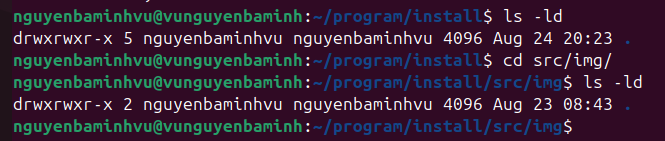 nguyenbaminhvu@vunguyenbaminh:~/program/install$ ls -ld
drwxrwxr-x 5 nguyenbaminhvu nguyenbaminhvu 4096 Aug 24 20:23 .
nguyenbaminhvu@vunguyenbaminh:~/program/install$ cd src/img/
nguyenbaminhvu@vunguyenbaminh:~/program/install/src/img$ ls -ld
drwxrwxr-x 2 nguyenbaminhvu nguyenbaminhvu 4096 Aug 23 08:43 .
nguyenbaminhvu@vunguyenbaminh:~/program/install/src/img$